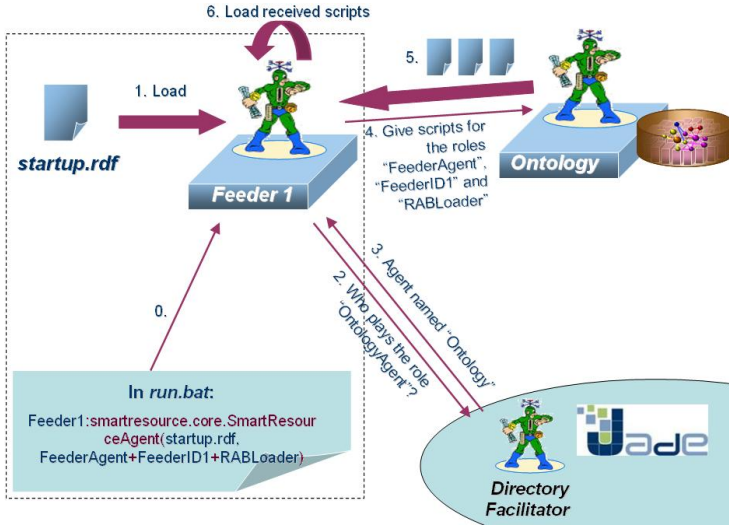 6. Load received scripts
5.
1. Load
startup.rdf
Feeder 1
4. Give scripts for
the roles
“FeederAgent”,
“FeederID1” and
“RABLoader”
Ontology
0.
2. Who plays the role
“OntologyAgent”?
3. Agent named “Ontology”
In run.bat:
Feeder1:smartresource.core.SmartResour
ceAgent(startup.rdf,
FeederAgent+FeederID1+RABLoader)
Directory
Facilitator
Jade